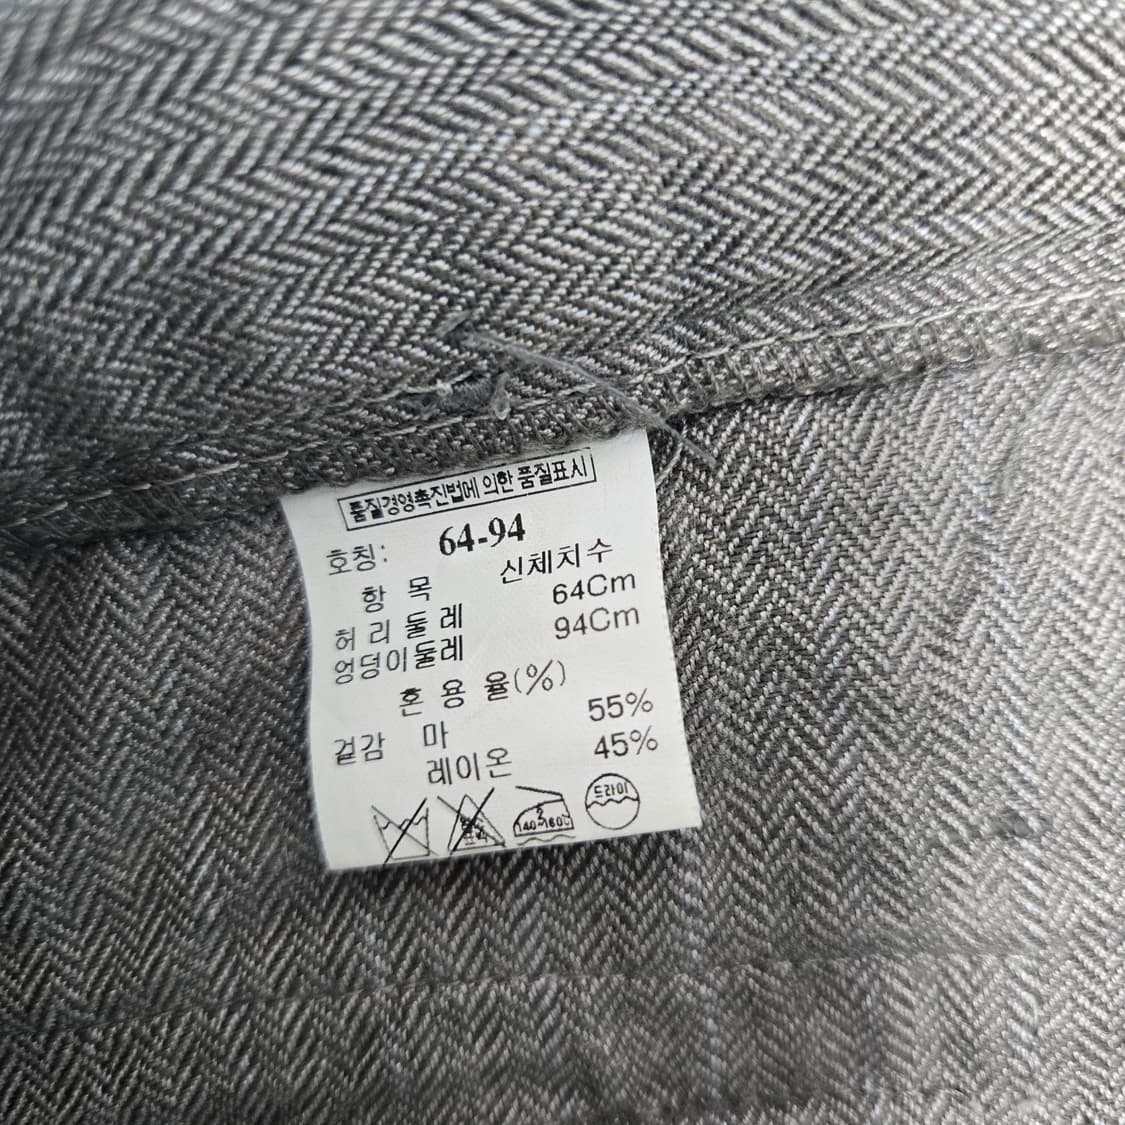 품질경영촉진법에 의한 품질표시
호칭: 64-94
항 목 신체치수
허 리 둘 레 64Cm
엉덩이둘레 94Cm
혼 용 율(%)
겉감 마 55%
레이온 45%
140~160℃
드라이